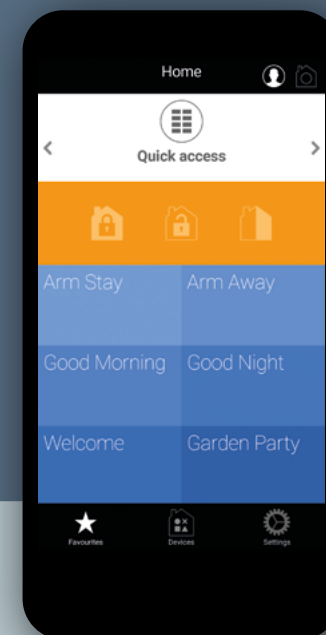 Home
Quick access
Arm Stay
Arm Away
Good Morning
Good Night
Welcome
Garden Party
Favourites
Devices
Settings